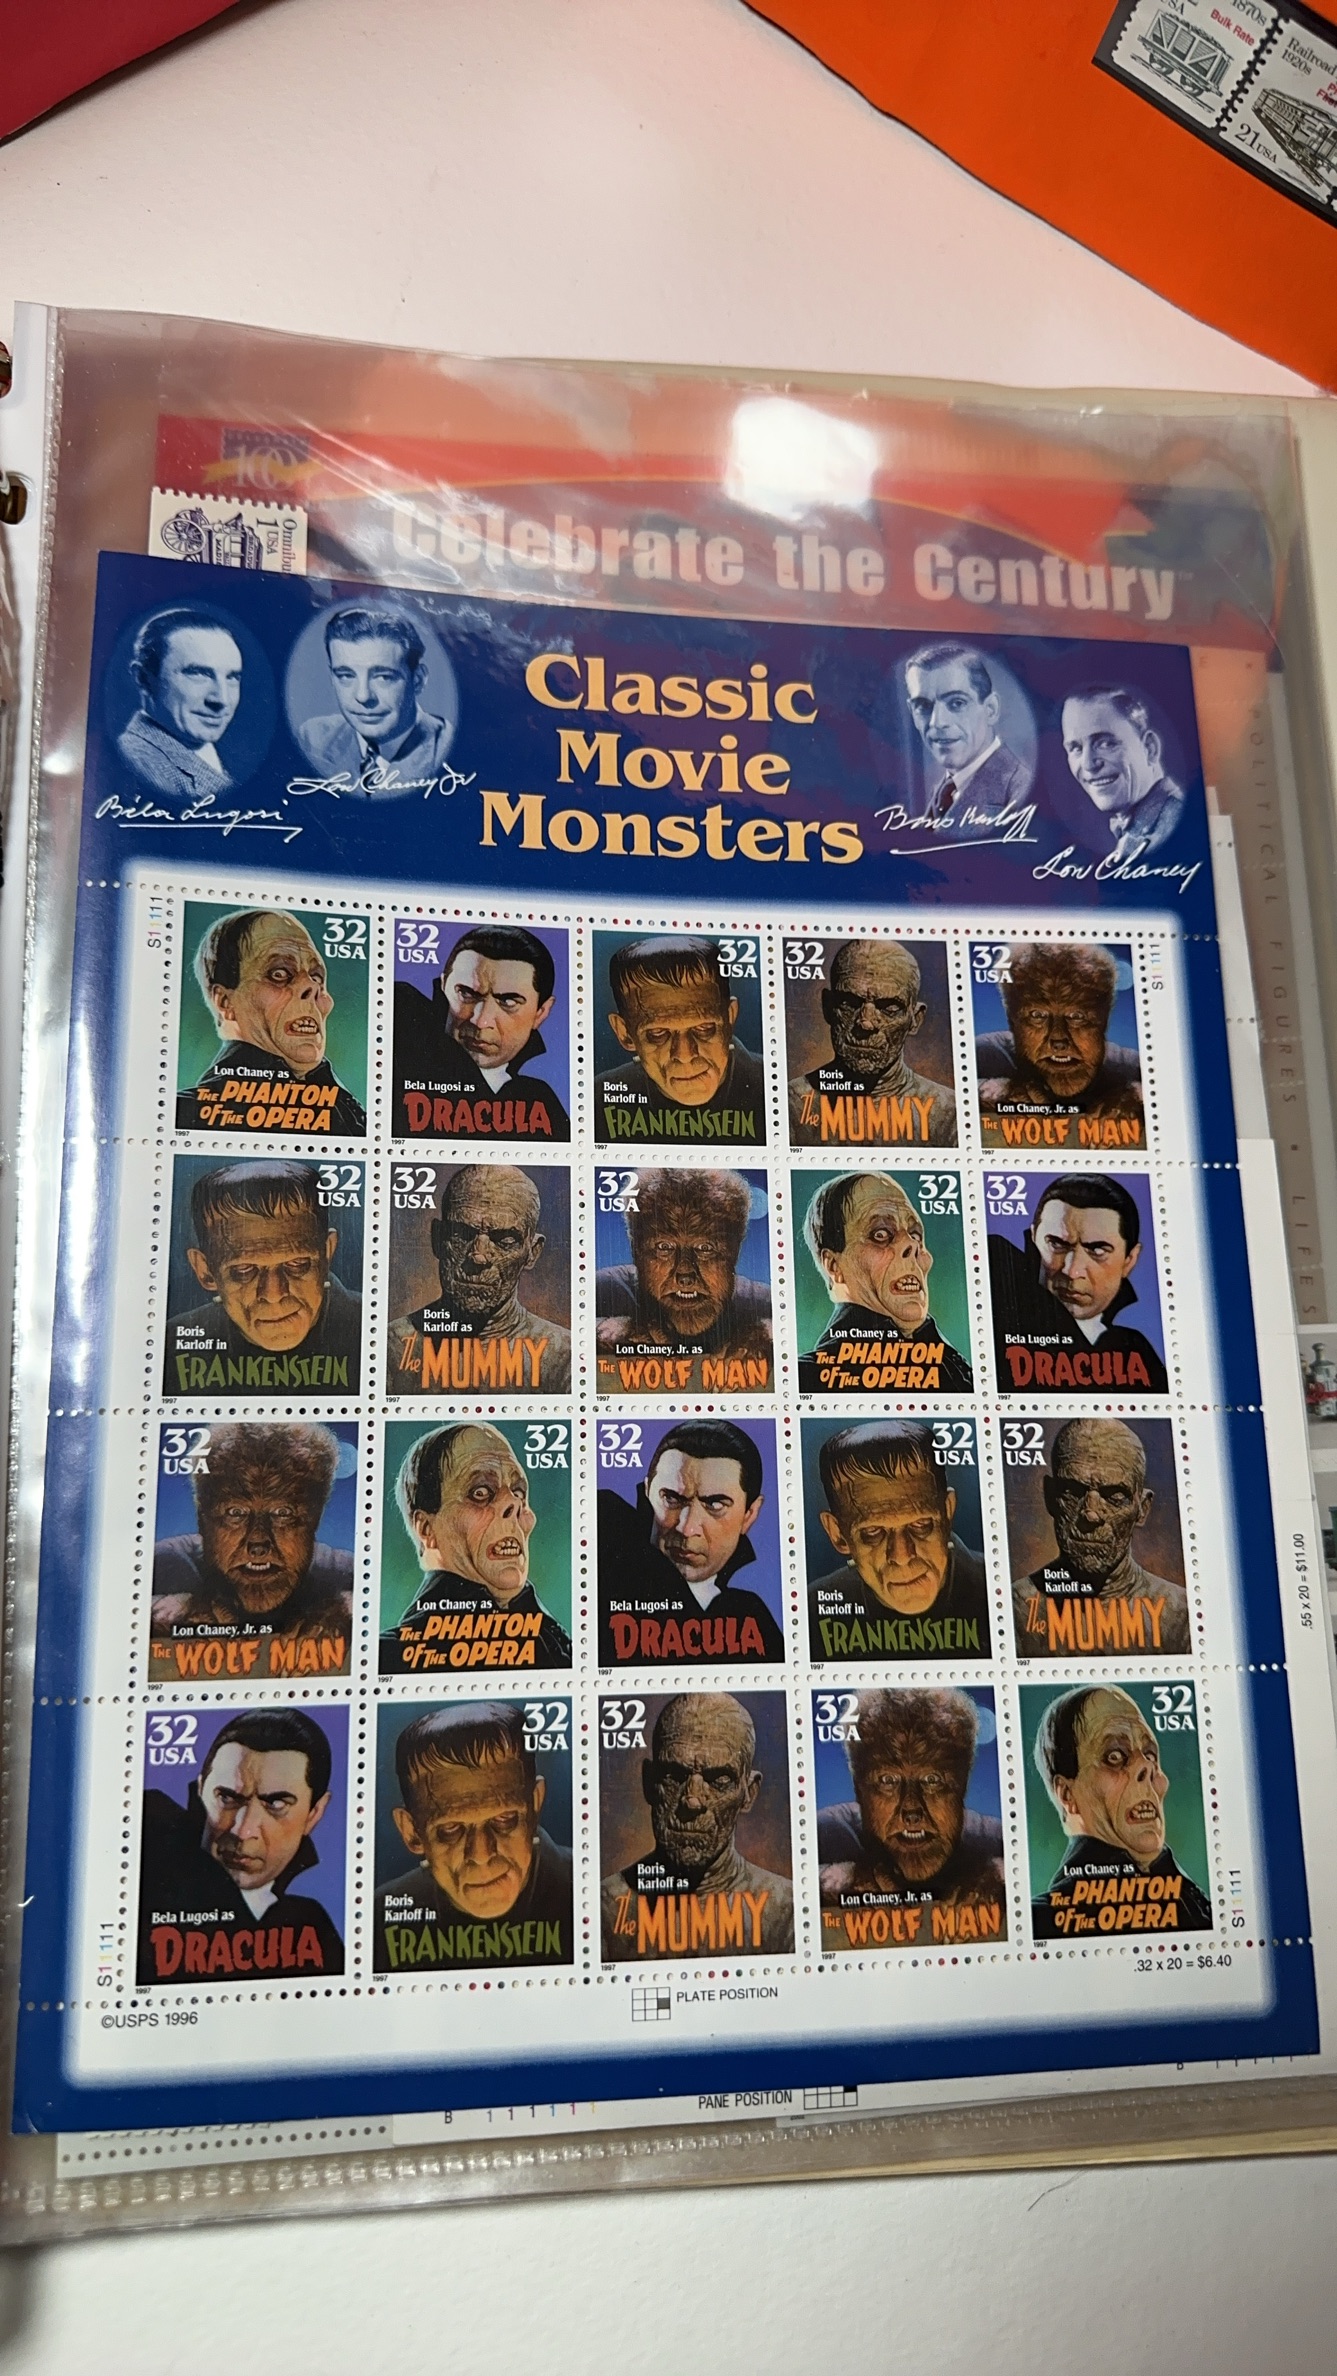 1870s
USA
Bulk Rate
Railroad
1920s
21USA
100
Omnibu
1USA
Celebrate the Century™
Classic
Movie
Monsters
Béla Lugosi
Lon Chaney Jr
Boris Karloff
Lon Chaney
S11111
S11111
32
USA
Lon Chaney as
THE PHANTOM
OF THE OPERA
1997
32
USA
Bela Lugosi as
DRACULA
1997
32
USA
Boris
Karloff in
FRANKENSTEIN
1997
32
USA
Boris
Karloff as
The MUMMY
1997
32
USA
Lon Chaney, Jr. as
THE WOLF MAN
1997
32
USA
Boris
Karloff in
FRANKENSTEIN
1997
32
USA
Boris
Karloff as
The MUMMY
1997
32
USA
Lon Chaney, Jr. as
THE WOLF MAN
1997
32
USA
Lon Chaney as
THE PHANTOM
OF THE OPERA
1997
32
USA
Bela Lugosi as
DRACULA
1997
32
USA
Lon Chaney, Jr. as
THE WOLF MAN
1997
32
USA
Lon Chaney as
THE PHANTOM
OF THE OPERA
1997
32
USA
Bela Lugosi as
DRACULA
1997
32
USA
Boris
Karloff in
FRANKENSTEIN
1997
32
USA
Boris
Karloff as
The MUMMY
1997
32
USA
Bela Lugosi as
DRACULA
1997
32
USA
Boris
Karloff in
FRANKENSTEIN
1997
32
USA
Boris
Karloff as
The MUMMY
1997
32
USA
Lon Chaney, Jr. as
THE WOLF MAN
1997
32
USA
Lon Chaney as
THE PHANTOM
OF THE OPERA
1997
S11111
S11111
©USPS 1996
PLATE POSITION
.32 x 20 = $6.40
POLITICAL FIGURES ■ LIFES
.55 x 20 = $11.00
B 1 1 1 1 1 1
PANE POSITION